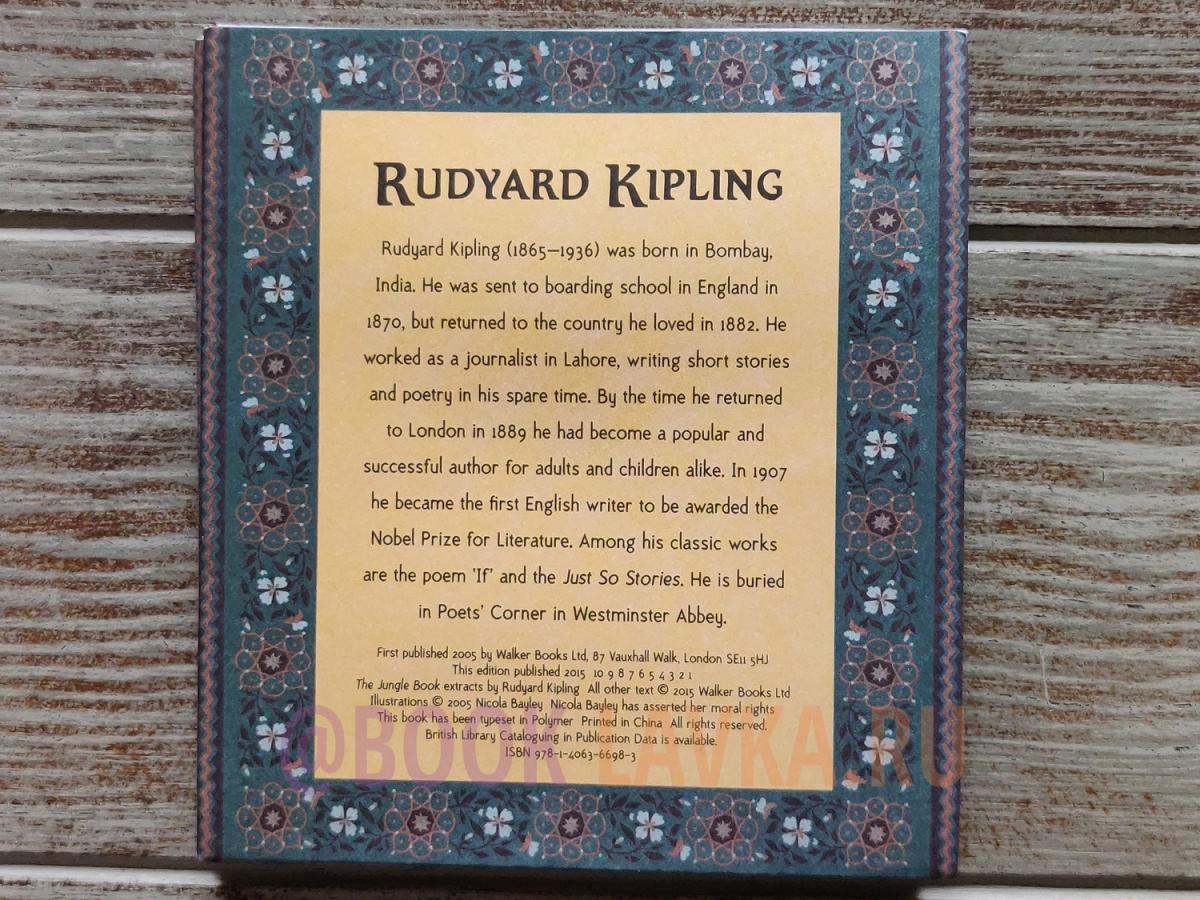 RUDYARD KIPLING
Rudyard Kipling (1865–1936) was born in Bombay,
India. He was sent to boarding school in England in
1870, but returned to the country he loved in 1882. He
worked as a journalist in Lahore, writing short stories
and poetry in his spare time. By the time he returned
to London in 1889 he had become a popular and
successful author for adults and children alike. In 1907
he became the first English writer to be awarded the
Nobel Prize for Literature. Among his classic works
are the poem 'If' and the Just So Stories. He is buried
in Poets' Corner in Westminster Abbey.
First published 2005 by Walker Books Ltd, 87 Vauxhall Walk, London SE11 5HJ
This edition published 2015 10 9 8 7 6 5 4 3 2 1
The Jungle Book extracts by Rudyard Kipling All other text © 2015 Walker Books Ltd
Illustrations © 2005 Nicola Bayley Nicola Bayley has asserted her moral rights
This book has been typeset in Polymer Printed in China All rights reserved.
British Library Cataloguing in Publication Data is available.
ISBN 978-1-4063-6698-3
@BOOK-LAVKA.RU